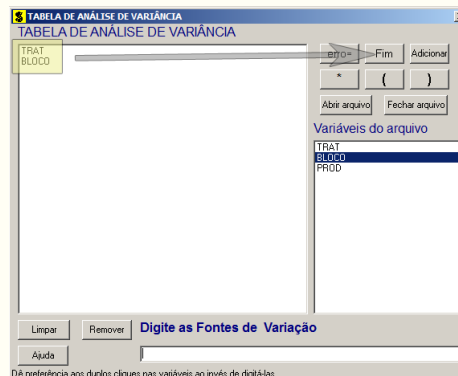 TABELA DE ANÁLISE DE VARIÂNCIA
TABELA DE ANÁLISE DE VARIÂNCIA
TRAT
BLOCO
erro= Fim Adicionar
* ( )
Abrir arquivo Fechar arquivo
Variáveis do arquivo
TRAT
BLOCO
PROD
Limpar Remover Digite as Fontes de Variação
Ajuda
Dê preferência aos duplos cliques nas variáveis ao invés de digitá-las